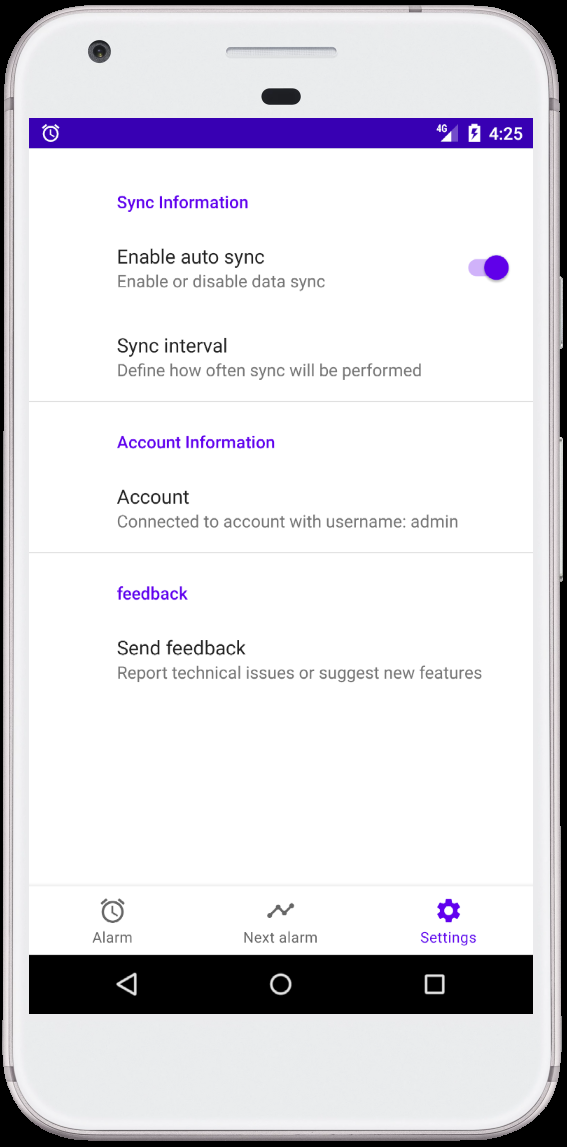 4G 4:25
Sync Information
Enable auto sync
Enable or disable data sync
Sync interval
Define how often sync will be performed
Account Information
Account
Connected to account with username: admin
feedback
Send feedback
Report technical issues or suggest new features
Alarm Next alarm Settings